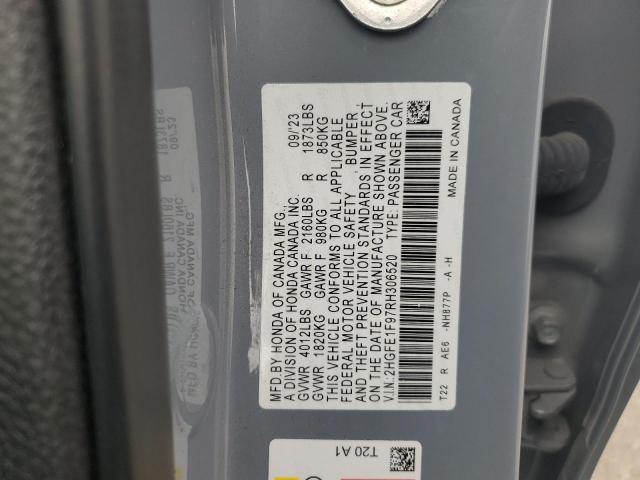 MFD.BY HONDA OF CANADA MFG. 09/'23
A DIVISION OF HONDA CANADA INC.
GVWR 4012LBS GAWR F 2160LBS R 1873LBS
GVWR 1820KG GAWR F 980KG R 850KG
THIS VEHICLE CONFORMS TO ALL APPLICABLE
FEDERAL MOTOR VEHICLE SAFETY , BUMPER ,
AND THEFT PREVENTION STANDARDS IN EFFECT
ON THE DATE OF MANUFACTURE SHOWN ABOVE.
V.I.N.:2HGFE1F97RH306520 TYPE: PASSENGER CAR
T22 R AE6 -NH877P -A -H MADE IN CANADA
T20 A1